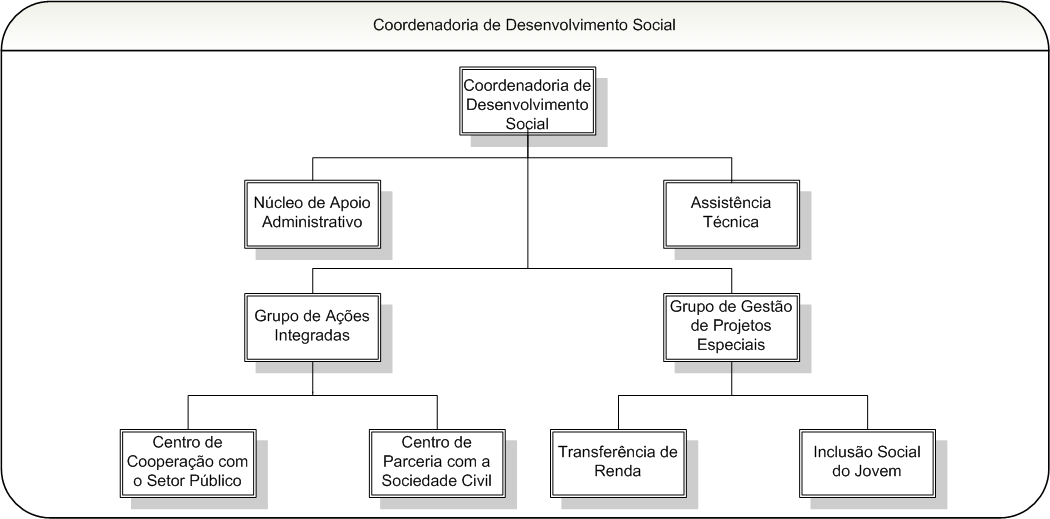 Coordenadoria de Desenvolvimento Social
Coordenadoria de
Desenvolvimento
Social
Núcleo de Apoio
Administrativo
Assistência
Técnica
Grupo de Ações
Integradas
Grupo de Gestão
de Projetos
Especiais
Centro de
Cooperação com
o Setor Público
Centro de
Parceria com a
Sociedade Civil
Transferência de
Renda
Inclusão Social
do Jovem